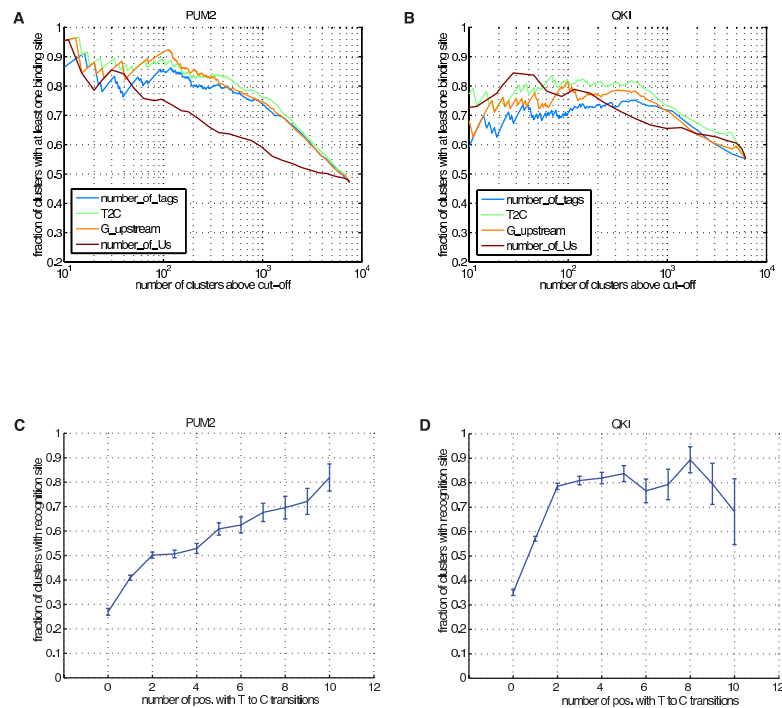 A
PUM2
fraction of clusters with at least one binding site
1
0.9
0.8
0.7
0.6
0.5
0.4
0.3
0.2
number_of_tags
T2C
G_upstream
number_of_Us
10^1
10^2
10^3
10^4
number of clusters above cut-off
B
QKI
fraction of clusters with at least one binding site
1
0.9
0.8
0.7
0.6
0.5
0.4
0.3
0.2
number_of_tags
T2C
G_upstream
number_of_Us
10^1
10^2
10^3
10^4
number of clusters above cut-off
C
PUM2
fraction of clusters with recognition site
1
0.9
0.8
0.7
0.6
0.5
0.4
0.3
0.2
0.1
0
0
2
4
6
8
10
12
number of pos. with T to C transitions
D
QKI
fraction of clusters with recognition site
1
0.9
0.8
0.7
0.6
0.5
0.4
0.3
0.2
0.1
0
0
2
4
6
8
10
12
number of pos. with T to C transitions